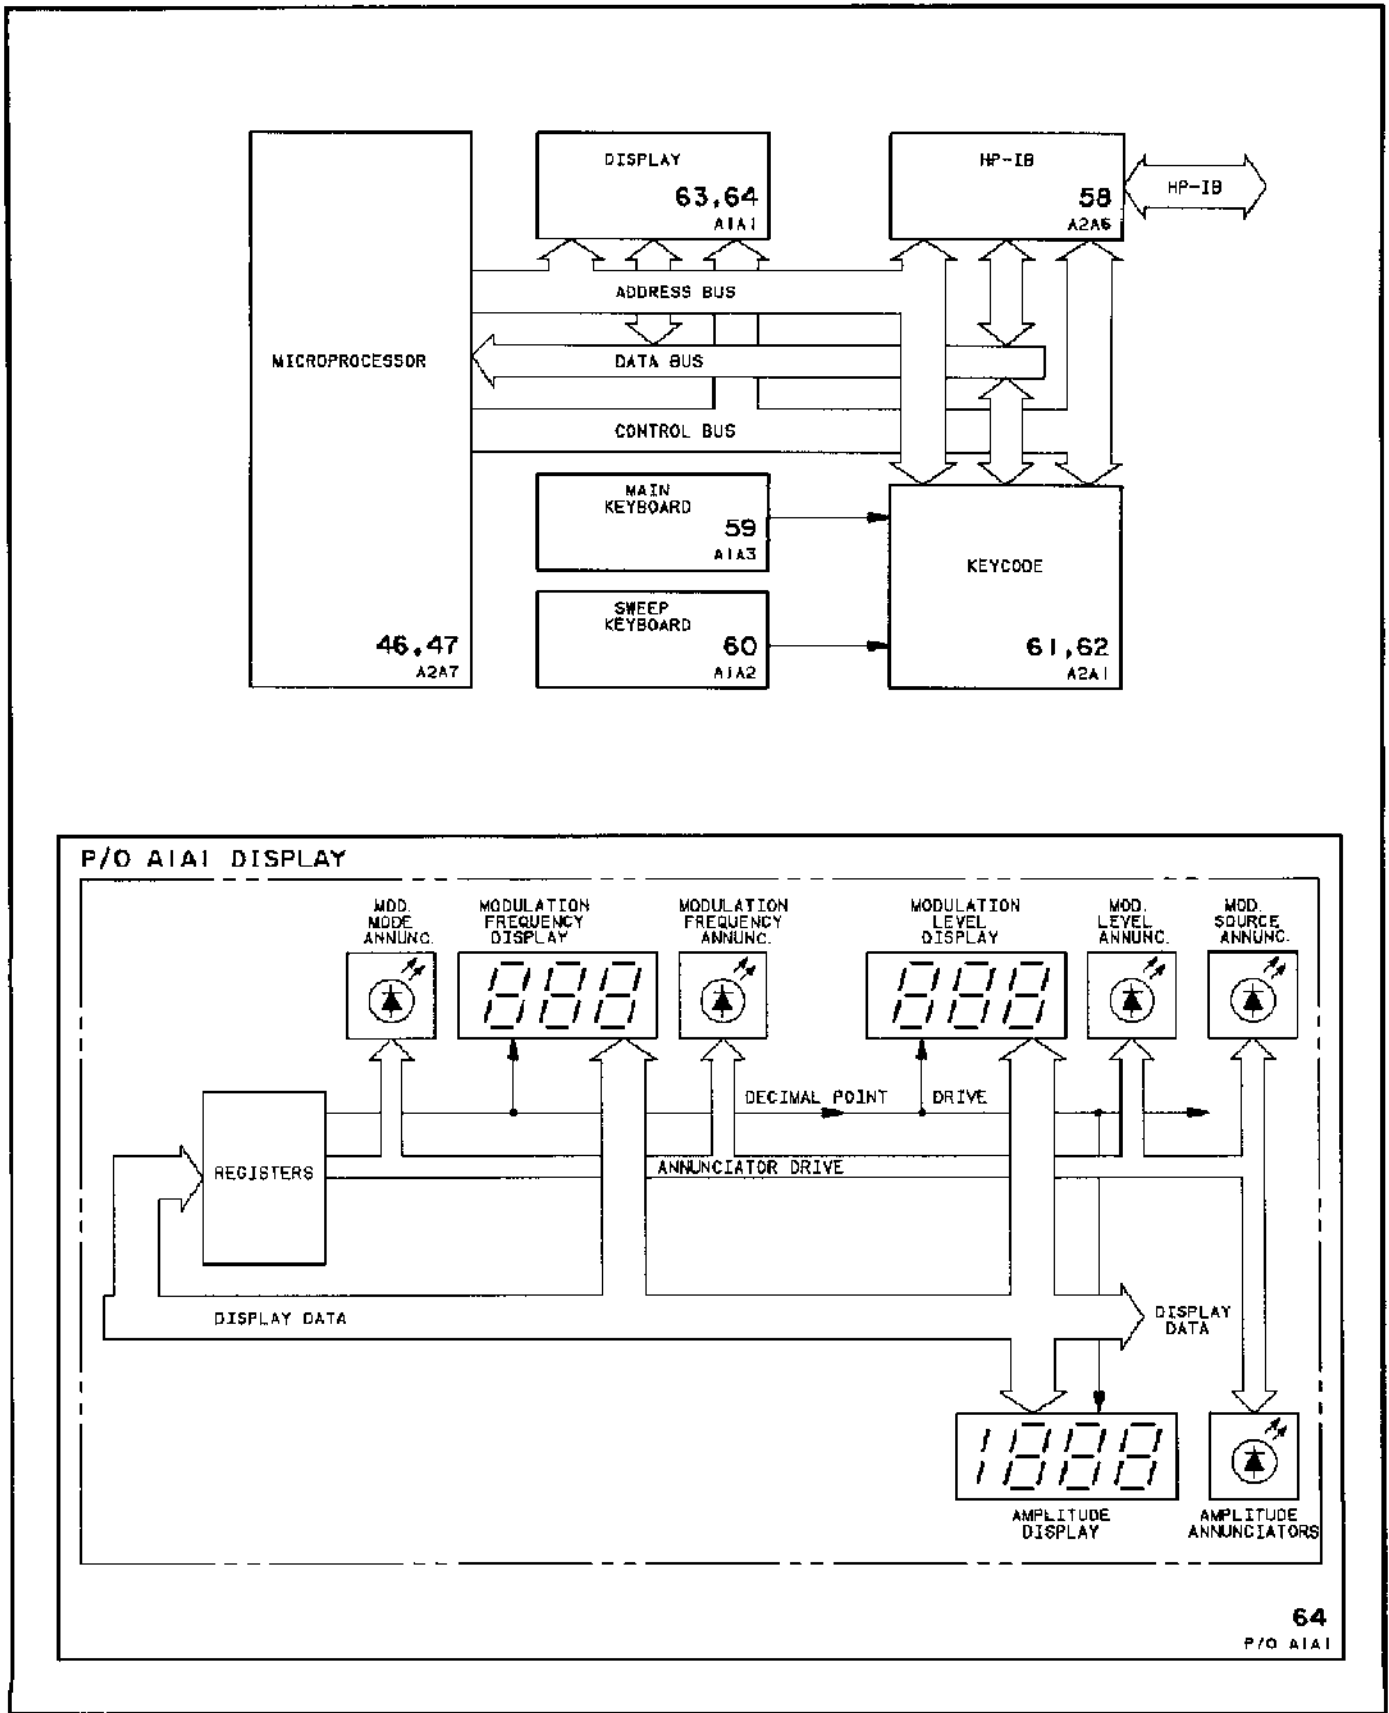 DISPLAY
63,64
A1A1
HP-IB
58
A2A6
HP-IB
ADDRESS BUS
MICROPROCESSOR
DATA BUS
CONTROL BUS
46,47
A2A7
MAIN
KEYBOARD
59
A1A3
SWEEP
KEYBOARD
60
A1A2
KEYCODE
61,62
A2A1
P/O A1A1 DISPLAY
MOD.
MODE
ANNUNC.
MODULATION
FREQUENCY
DISPLAY
MODULATION
FREQUENCY
ANNUNC.
MODULATION
LEVEL
DISPLAY
MOD.
LEVEL
ANNUNC.
MOD.
SOURCE
ANNUNC.
888
888
DECIMAL POINT DRIVE
REGISTERS
ANNUNCIATOR DRIVE
DISPLAY DATA
DISPLAY
DATA
1888
AMPLITUDE
DISPLAY
AMPLITUDE
ANNUNCIATORS
64
P/O A1A1